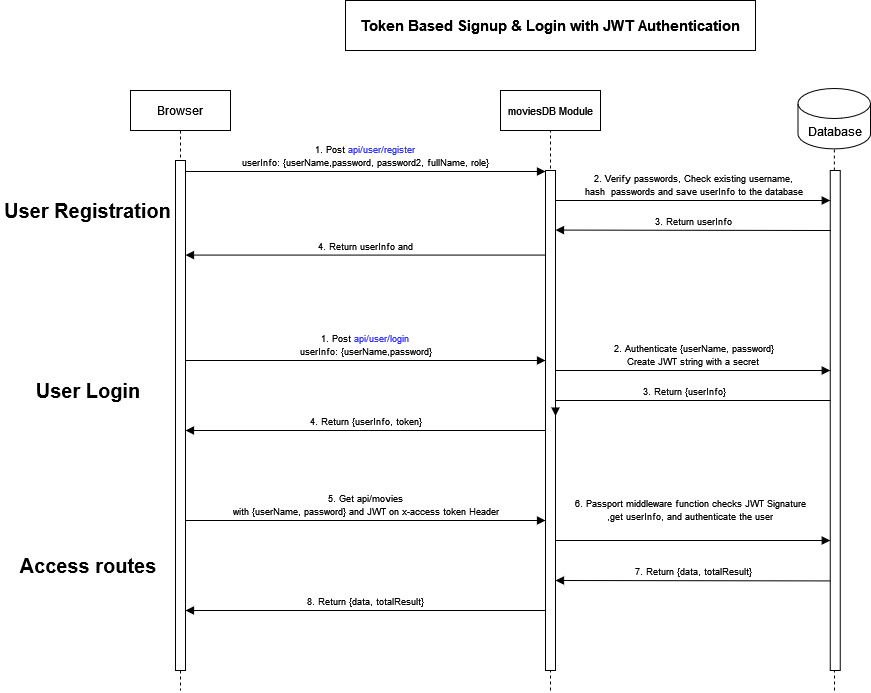 Token Based Signup & Login with JWT Authentication
Browser
moviesDB Module
Database
1. Post api/user/register
userInfo: {userName,password, password2, fullName, role}
2. Verify passwords, Check existing username,
hash passwords and save userInfo to the database
User Registration
3. Return userInfo
4. Return userInfo and
1. Post api/user/login
userInfo: {userName,password}
2. Authenticate {userName, password}
Create JWT string with a secret
User Login
3. Return {userInfo}
4. Return {userInfo, token}
5. Get api/movies
with {userName, password} and JWT on x-access token Header
6. Passport middleware function checks JWT Signature
,get userInfo, and authenticate the user
Access routes
7. Return {data, totalResult}
8. Return {data, totalResult}